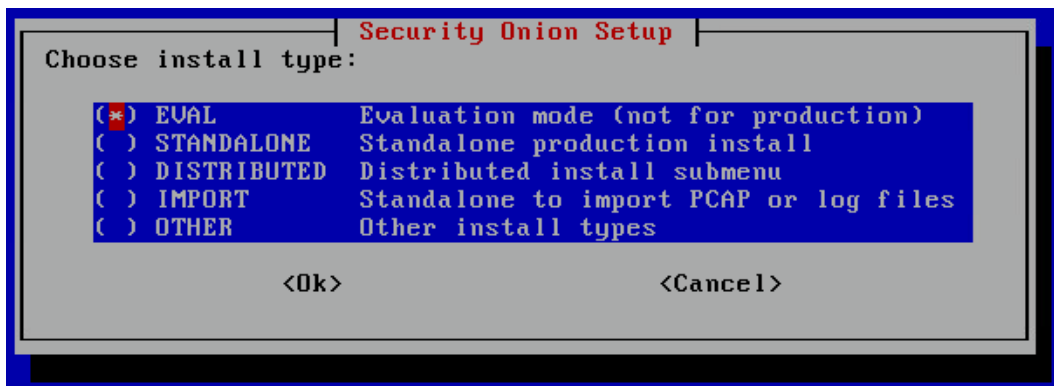 Security Onion Setup
Choose install type:
(*) EVAL Evaluation mode (not for production)
( ) STANDALONE Standalone production install
( ) DISTRIBUTED Distributed install submenu
( ) IMPORT Standalone to import PCAP or log files
( ) OTHER Other install types
<Ok> <Cancel>